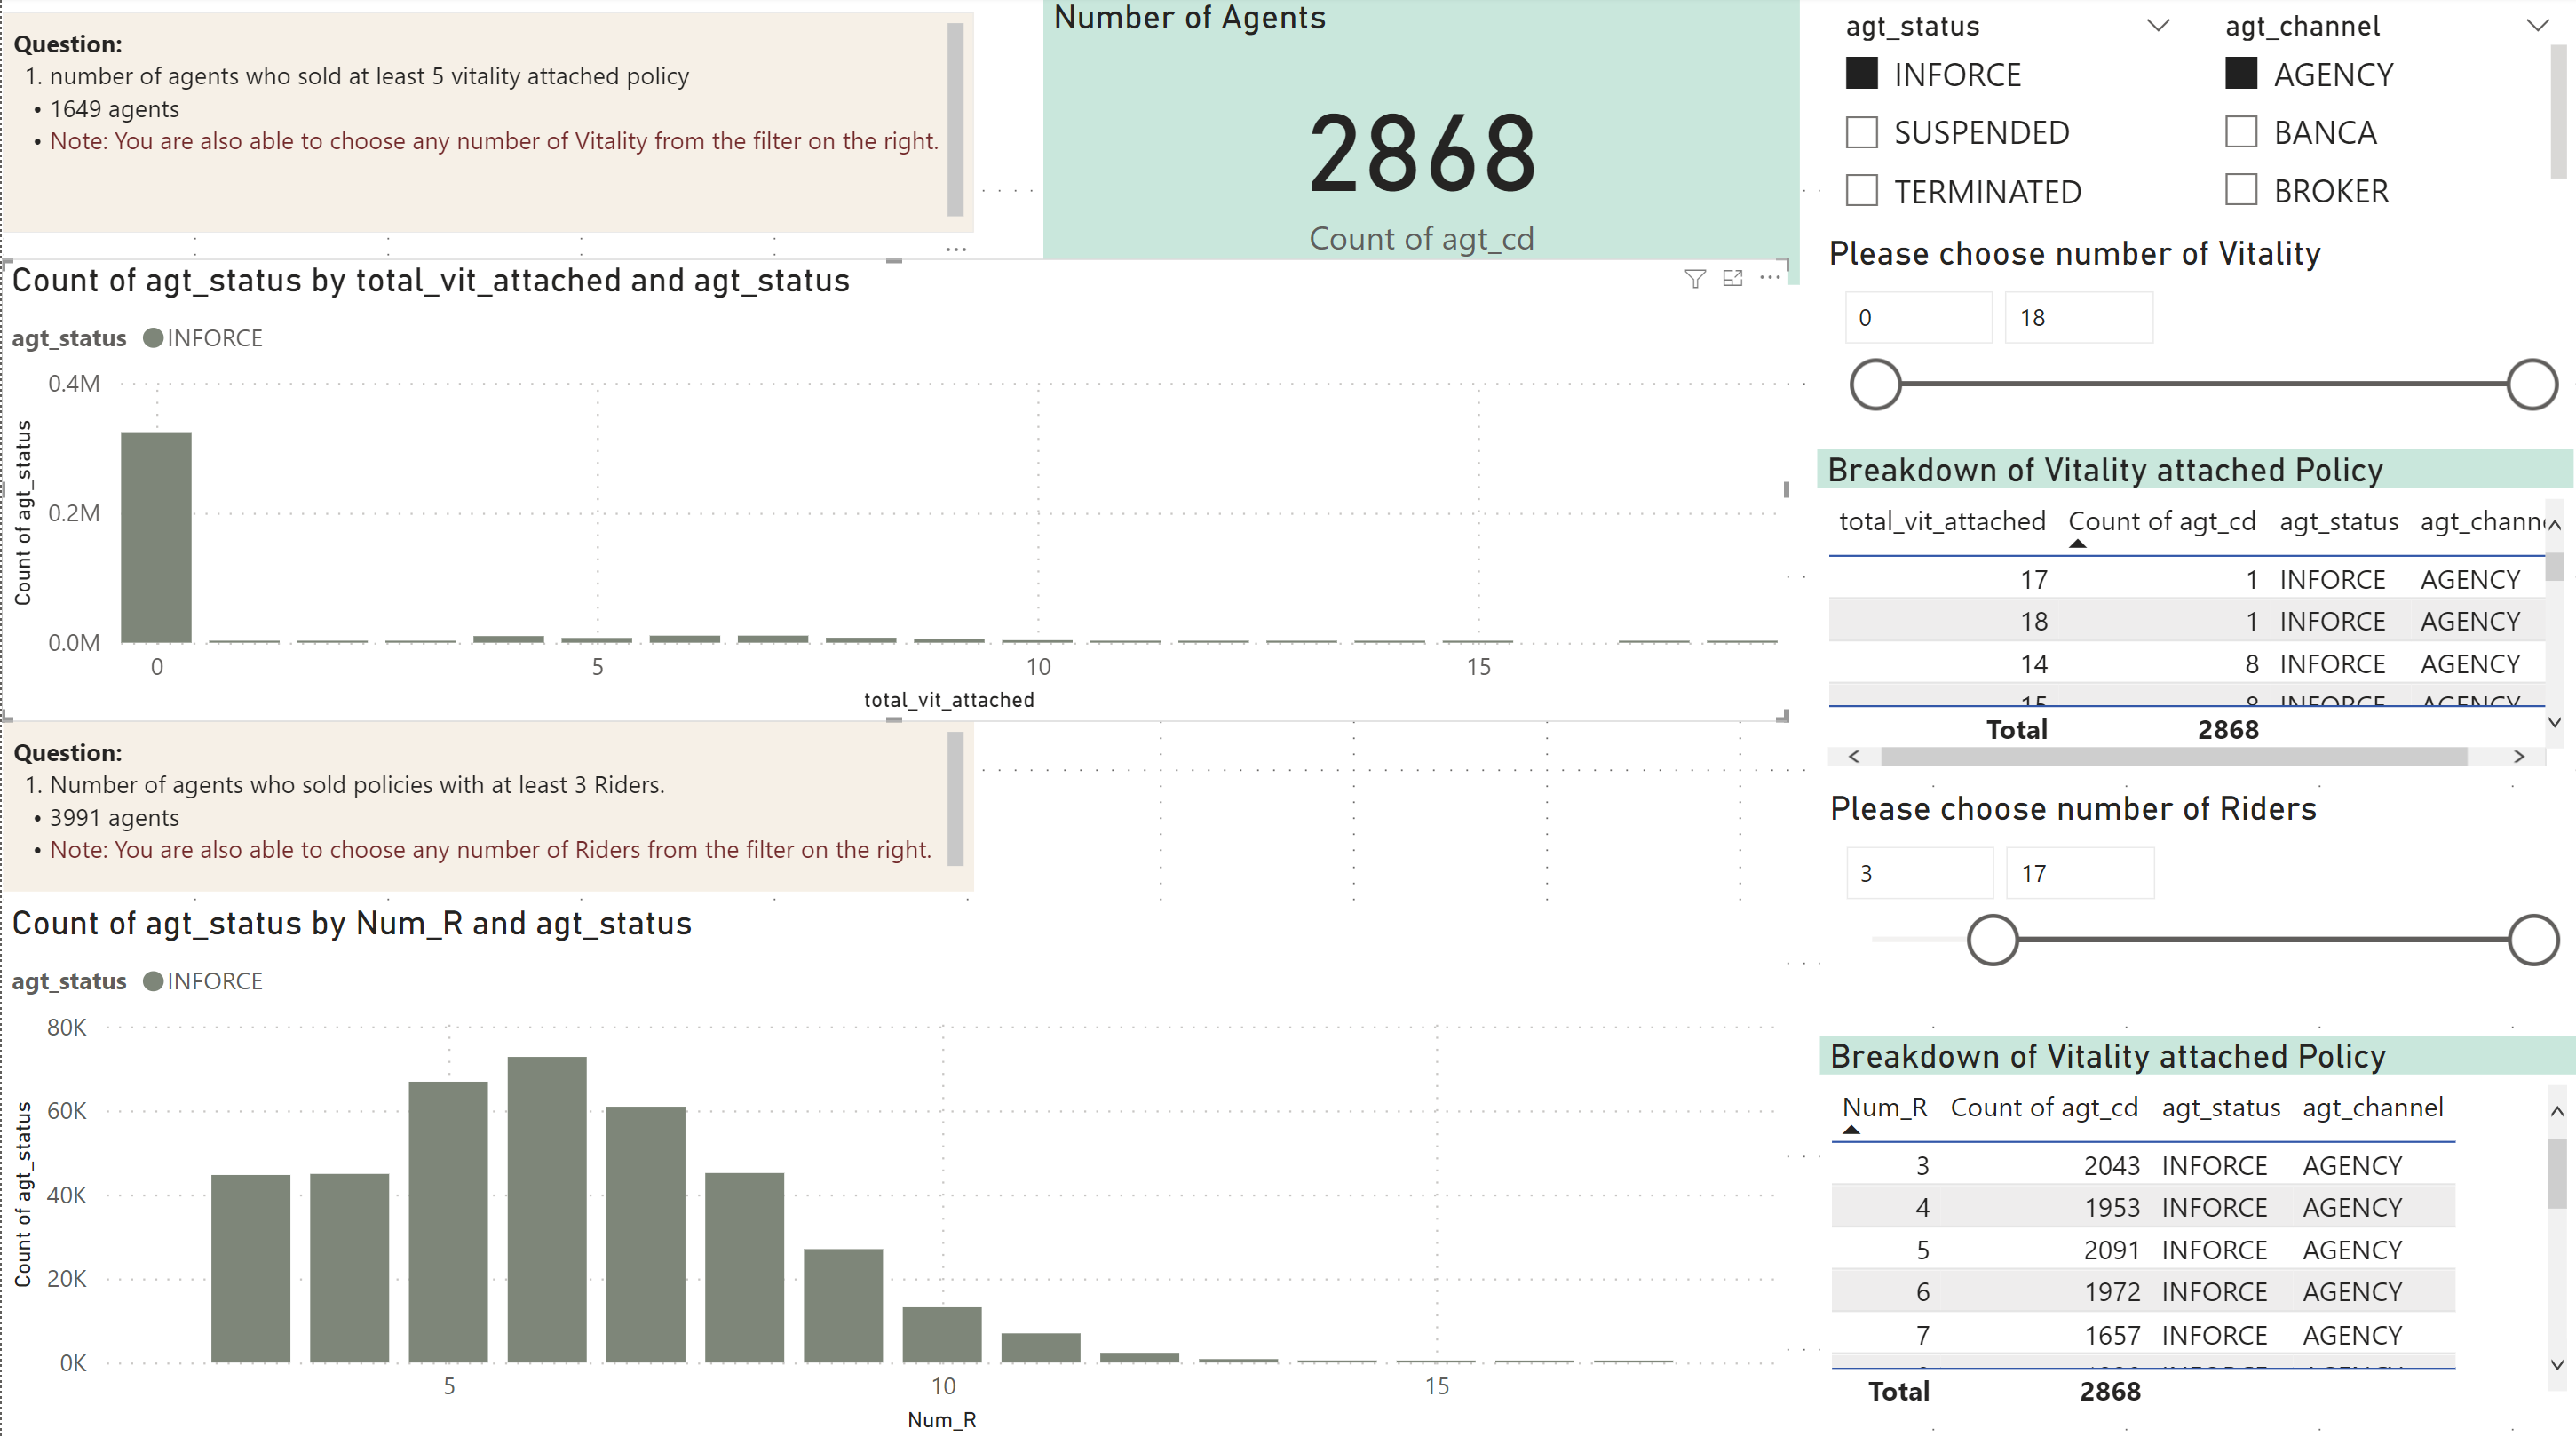 Question:
1. number of agents who sold at least 5 vitality attached policy
• 1649 agents
• Note: You are also able to choose any number of Vitality from the filter on the right.
Number of Agents
2868
Count of agt_cd
agt_status
INFORCE
SUSPENDED
TERMINATED
agt_channel
AGENCY
BANCA
BROKER
Please choose number of Vitality
0 18
Count of agt_status by total_vit_attached and agt_status
agt_status INFORCE
Count of agt_status
0.4M
0.2M
0.0M
0 5 10 15
total_vit_attached
Breakdown of Vitality attached Policy
total_vit_attached Count of agt_cd agt_status agt_channe
17 1 INFORCE AGENCY
18 1 INFORCE AGENCY
14 8 INFORCE AGENCY
15 8 INFORCE AGENCY
Total 2868
Question:
1. Number of agents who sold policies with at least 3 Riders.
• 3991 agents
• Note: You are also able to choose any number of Riders from the filter on the right.
Please choose number of Riders
3 17
Count of agt_status by Num_R and agt_status
agt_status INFORCE
Count of agt_status
80K
60K
40K
20K
0K
5 10 15
Num_R
Breakdown of Vitality attached Policy
Num_R Count of agt_cd agt_status agt_channel
3 2043 INFORCE AGENCY
4 1953 INFORCE AGENCY
5 2091 INFORCE AGENCY
6 1972 INFORCE AGENCY
7 1657 INFORCE AGENCY
Total 2868